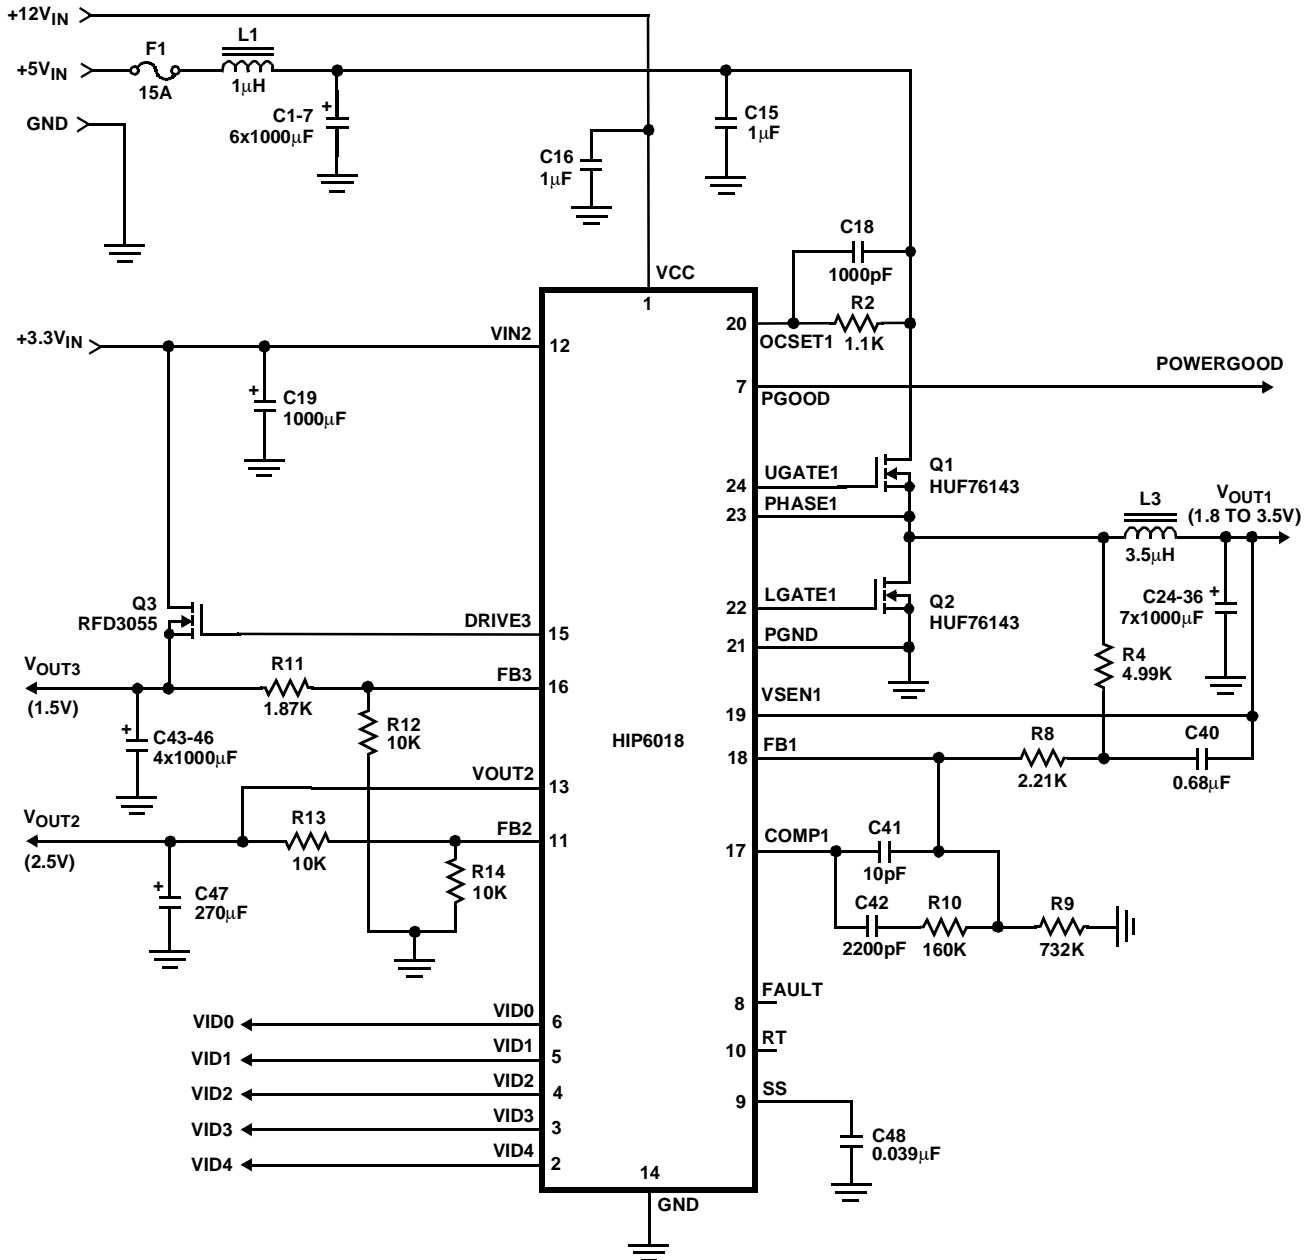 +12VIN
F1
L1
+5VIN
15A
1μH
GND
+
C1-7
6x1000μF
C15
1μF
C16
1μF
C18
1000pF
VCC
1
R2
1.1K
20
OCSET1
+3.3VIN
VIN2
12
POWERGOOD
7
PGOOD
+
C19
1000μF
Q1
HUF76143
UGATE1
24
PHASE1
23
L3
3.5μH
VOUT1
(1.8 TO 3.5V)
Q3
RFD3055
DRIVE3
15
LGATE1
22
Q2
HUF76143
PGND
21
C24-36
7x1000μF
+
R4
4.99K
VOUT3
(1.5V)
R11
1.87K
FB3
16
VSEN1
19
+
C43-46
4x1000μF
R12
10K
HIP6018
FB1
18
R8
2.21K
C40
0.68μF
VOUT2
13
VOUT2
(2.5V)
R13
10K
FB2
11
COMP1
17
C41
10pF
+
C47
270μF
R14
10K
C42
2200pF
R10
160K
R9
732K
FAULT
8
RT
10
VID0
VID0
6
VID1
VID1
5
VID2
VID2
4
VID3
VID3
3
VID4
VID4
2
SS
9
C48
0.039μF
14
GND